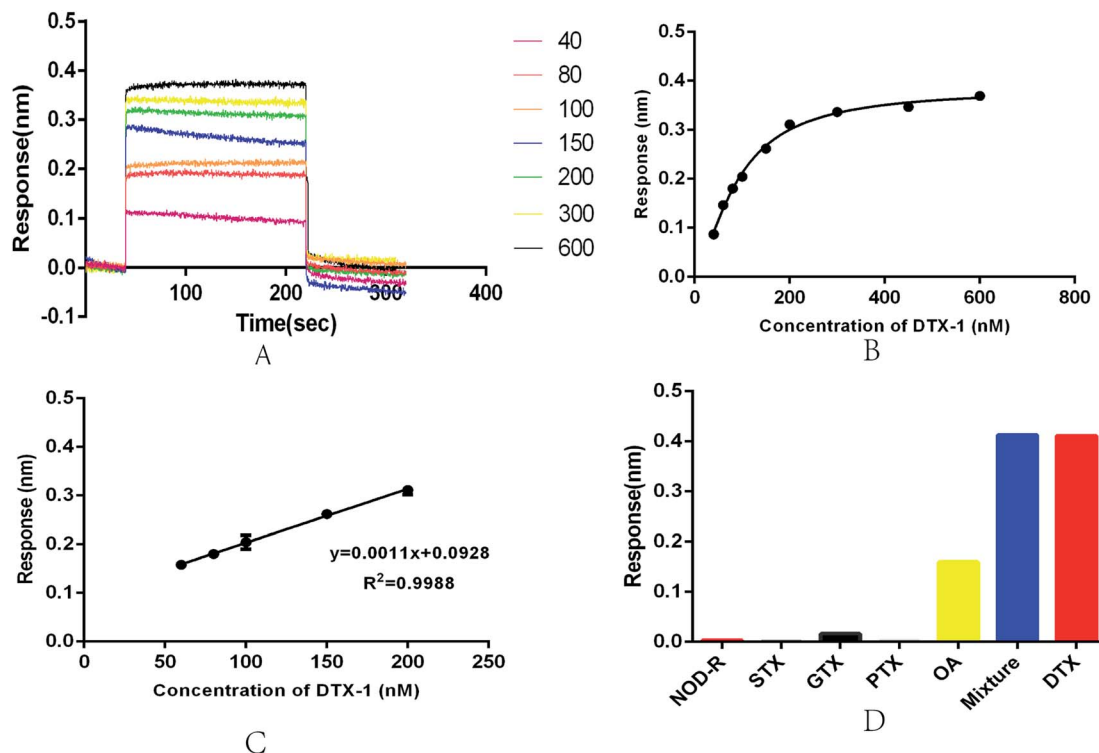 0.5
0.4
0.3
0.2
0.1
0.0
-0.1
Response(nm)
100
200
300
400
Time(sec)
40
80
100
150
200
300
600
A
0.5
0.4
0.3
0.2
0.1
0.0
Response (nm)
0
200
400
600
800
Concentration of DTX-1 (nM)
B
0.5
0.4
0.3
0.2
0.1
0.0
Response (nm)
y=0.0011x+0.0928
R²=0.9988
0
50
100
150
200
250
Concentration of DTX-1 (nM)
C
0.5
0.4
0.3
0.2
0.1
0.0
Response(nm)
NOD-R
STX
GTX
PTX
OA
Mixture
DTX
D